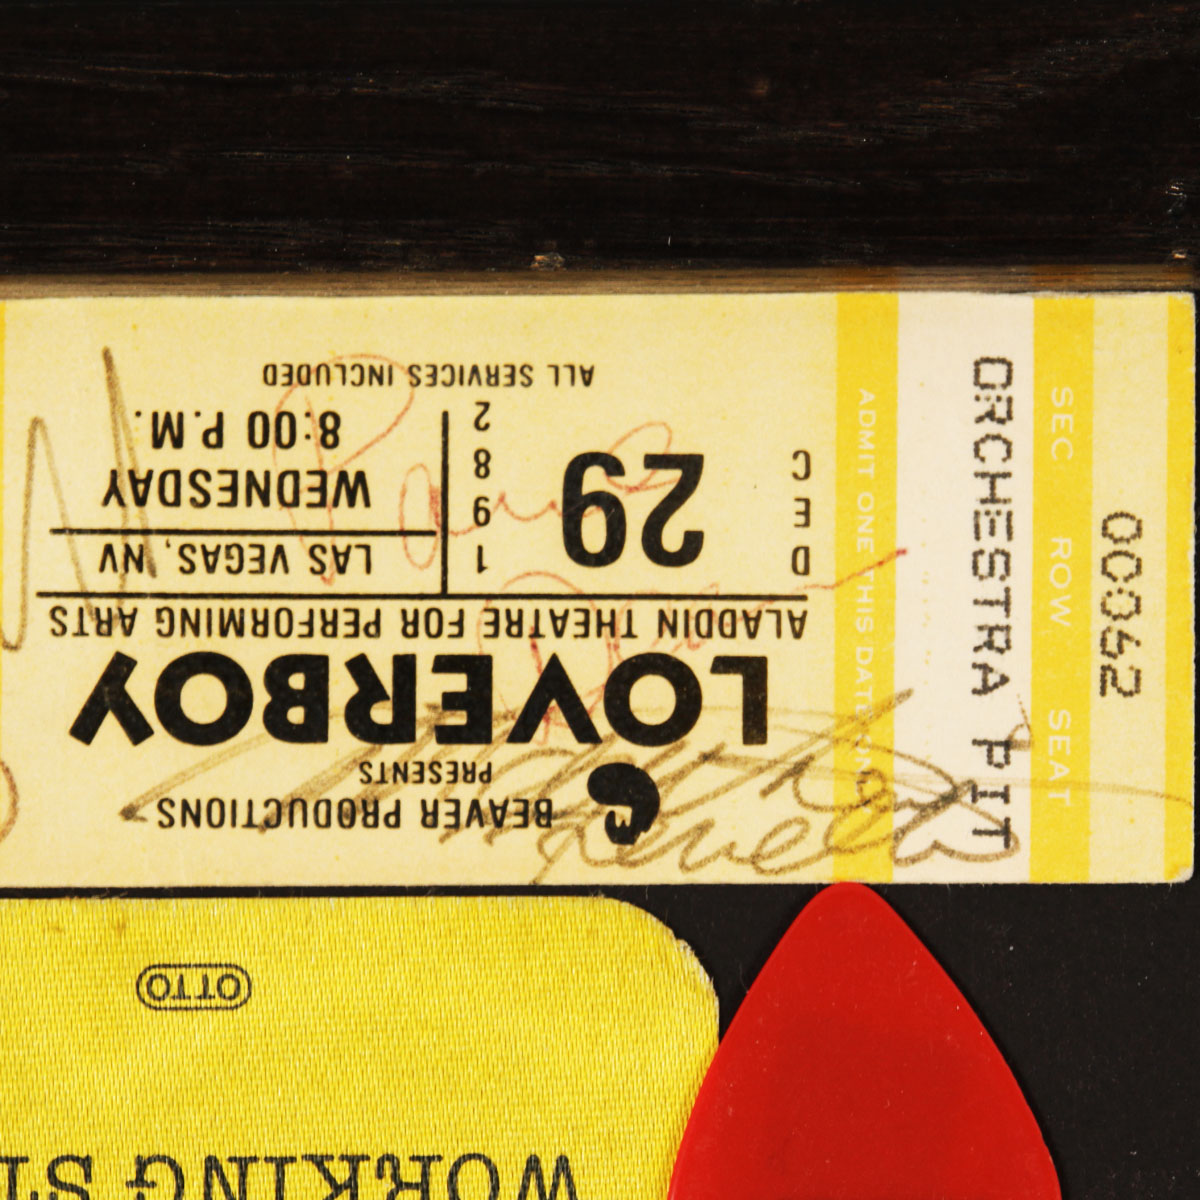 WORKING
OTTO
BEAVER PRODUCTIONS
PRESENTS
LOVERBOY
ALADDIN THEATRE FOR PERFORMING ARTS
DEC
29
1982
LAS VEGAS, NV
WEDNESDAY
8:00 P.M.
ALL SERVICES INCLUDED
ADMIT ONE THIS DATE
ORCHESTRA PIT
SEC ROW SEAT
00062